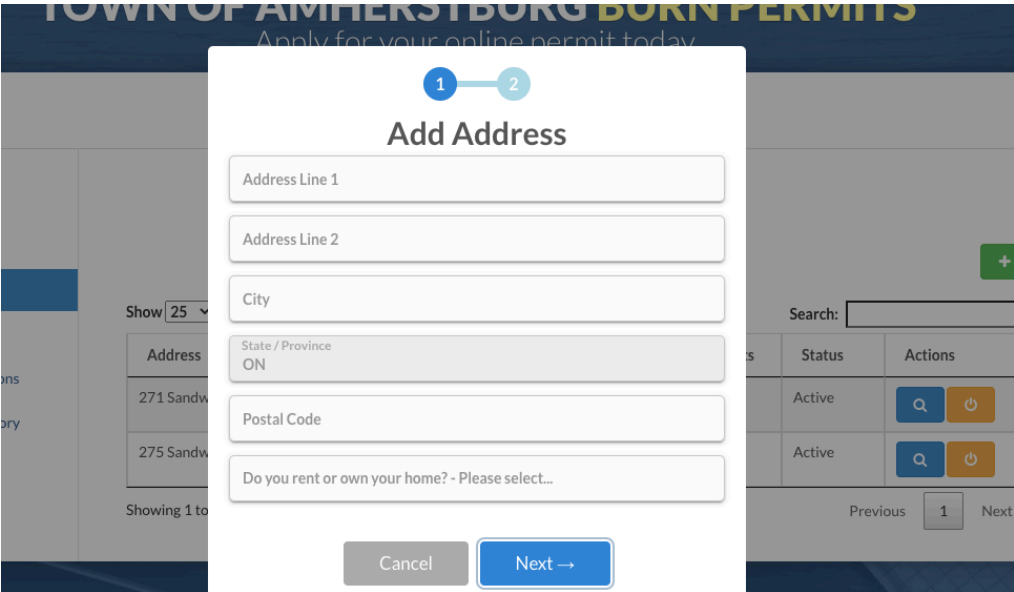 TOWN OF AMHERSTBURG BURN PERMITS
Apply for your online permit today
1 2
Add Address
Address Line 1
Address Line 2
City
State / Province
ON
Postal Code
Do you rent or own your home? - Please select...
Cancel Next →
+
Show 25
Search:
Address Status Actions
271 Sandw Active
275 Sandw Active
Showing 1 to
Previous 1 Next
ons
ory